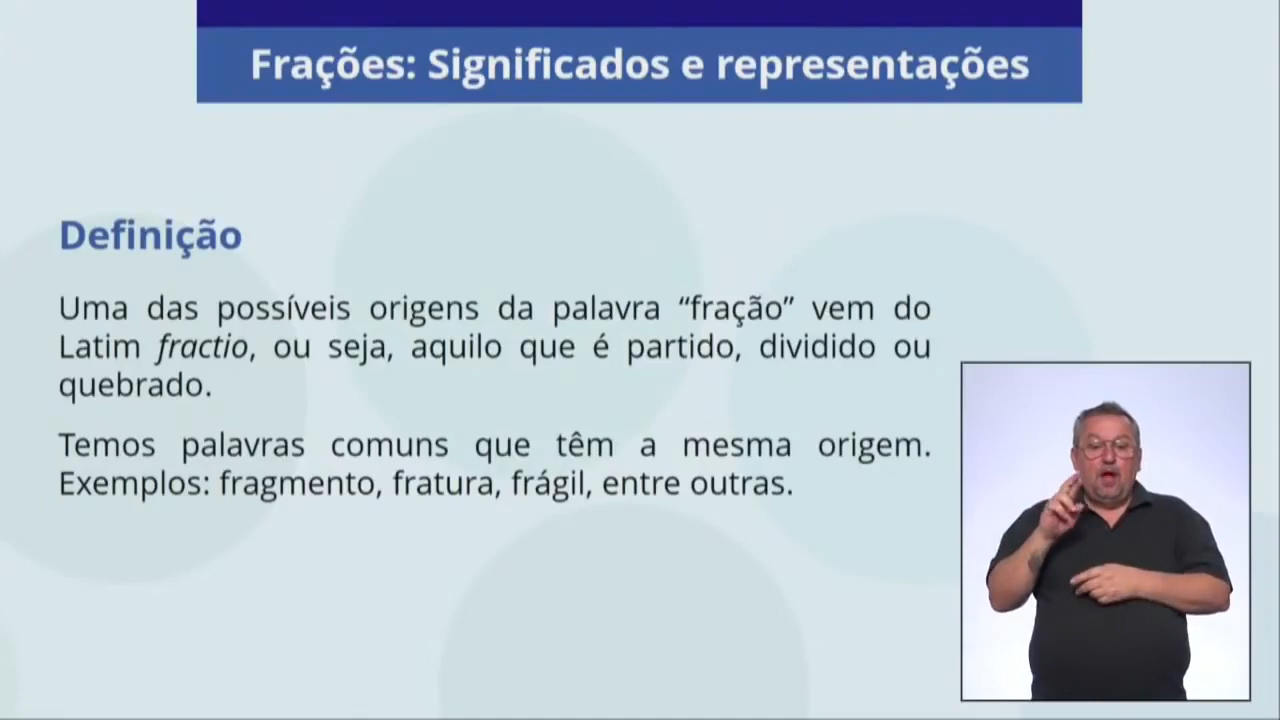 Frações: Significados e representações
Definição
Uma das possíveis origens da palavra “fração” vem do
Latim fractio, ou seja, aquilo que é partido, dividido ou
quebrado.
Temos palavras comuns que têm a mesma origem.
Exemplos: fragmento, fratura, frágil, entre outras.